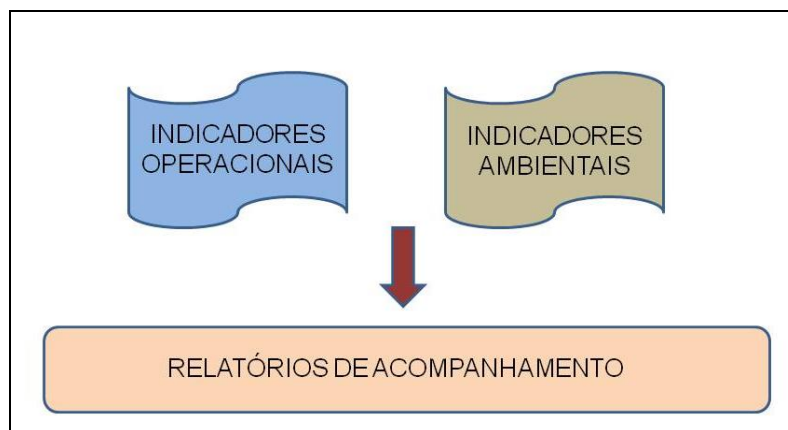 INDICADORES
OPERACIONAIS
INDICADORES
AMBIENTAIS
RELATÓRIOS DE ACOMPANHAMENTO